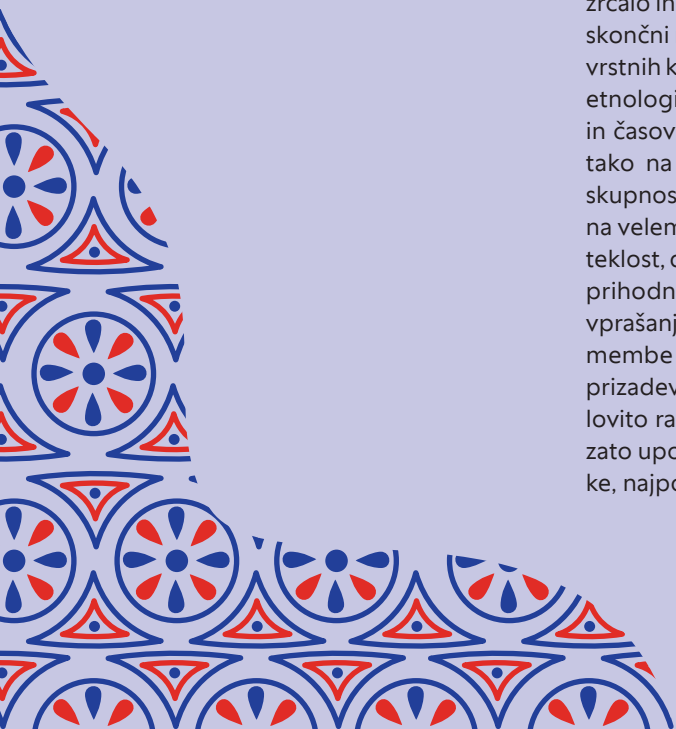 zrcalo in
skončni
vrstnih k
etnologi
in časov
tako na
skupnos
na velem
teklost, 
prihodn
vprašanj
membe
prizadev
lovito ra
zato upo
ke, najpo